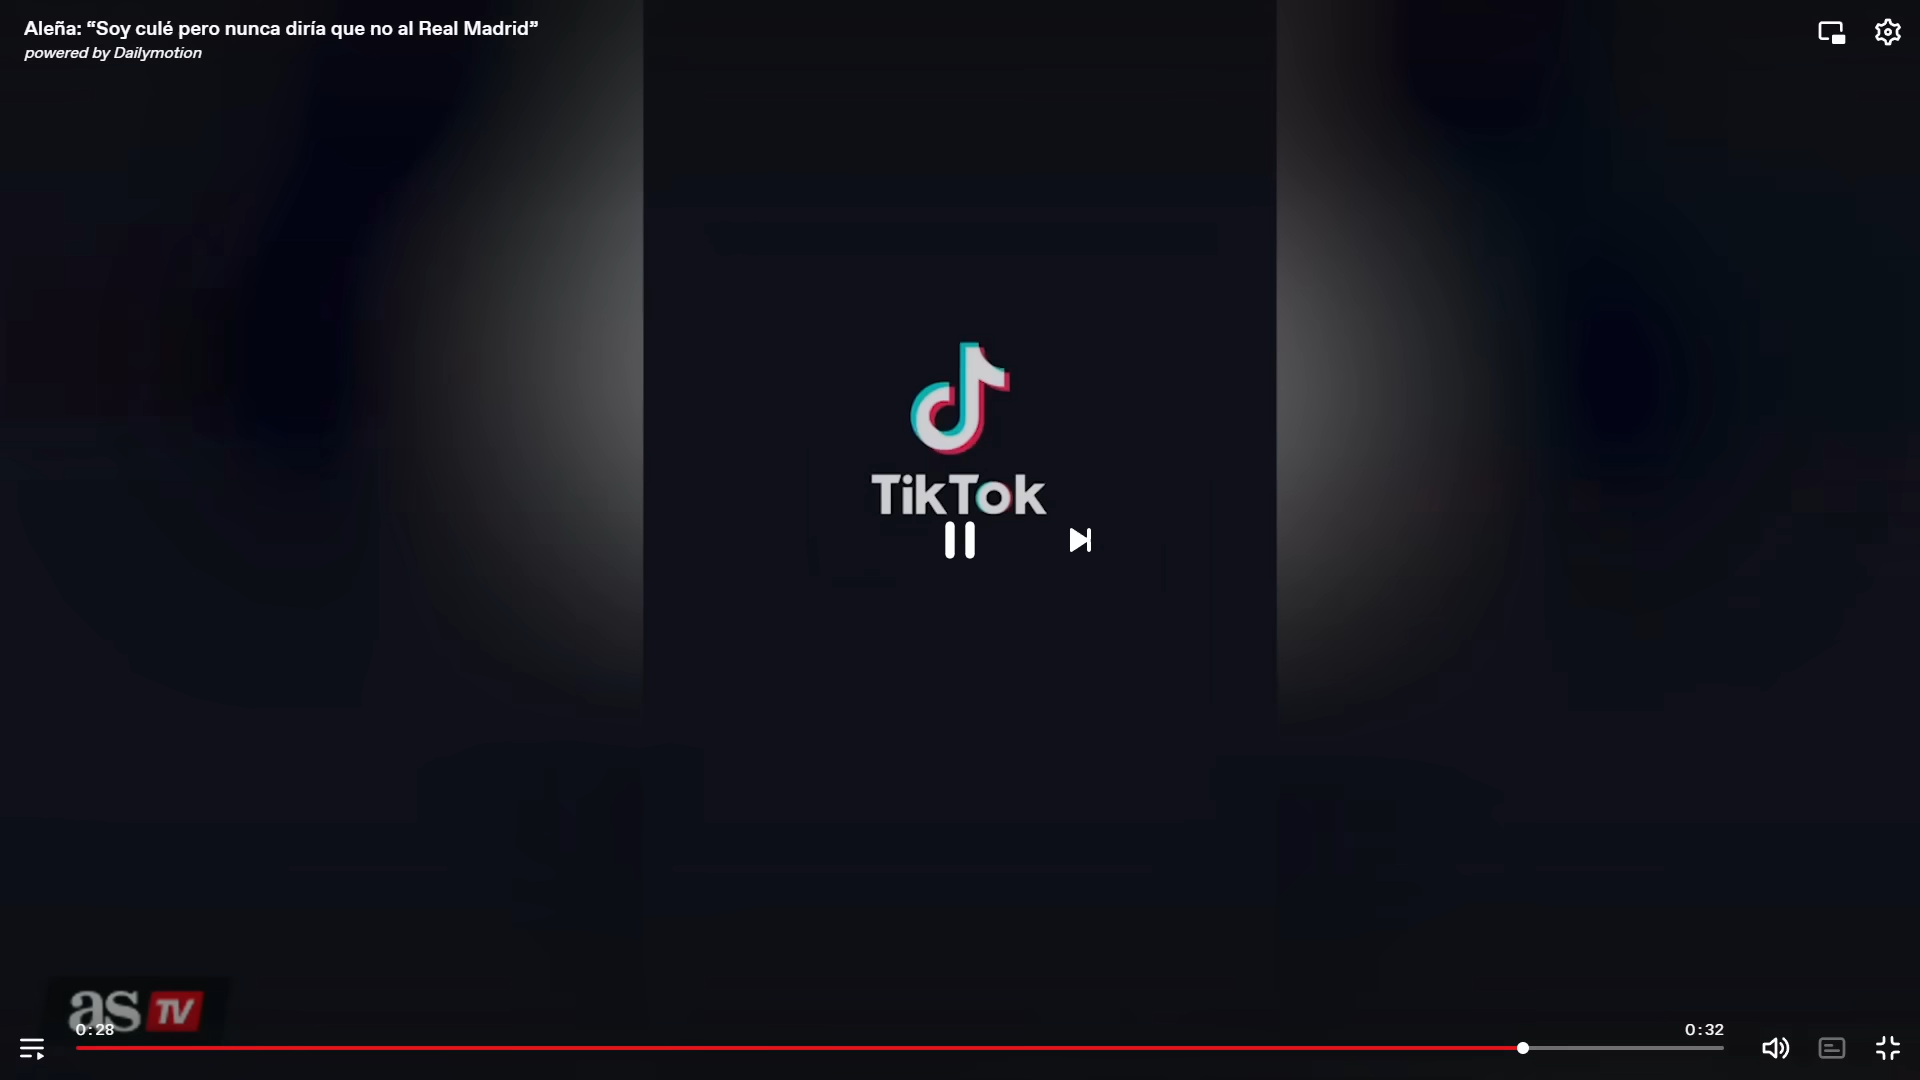 Aleña: “Soy culé pero nunca diría que no al Real Madrid”
powered by Dailymotion
TikTok
as TV
0:28
0:32